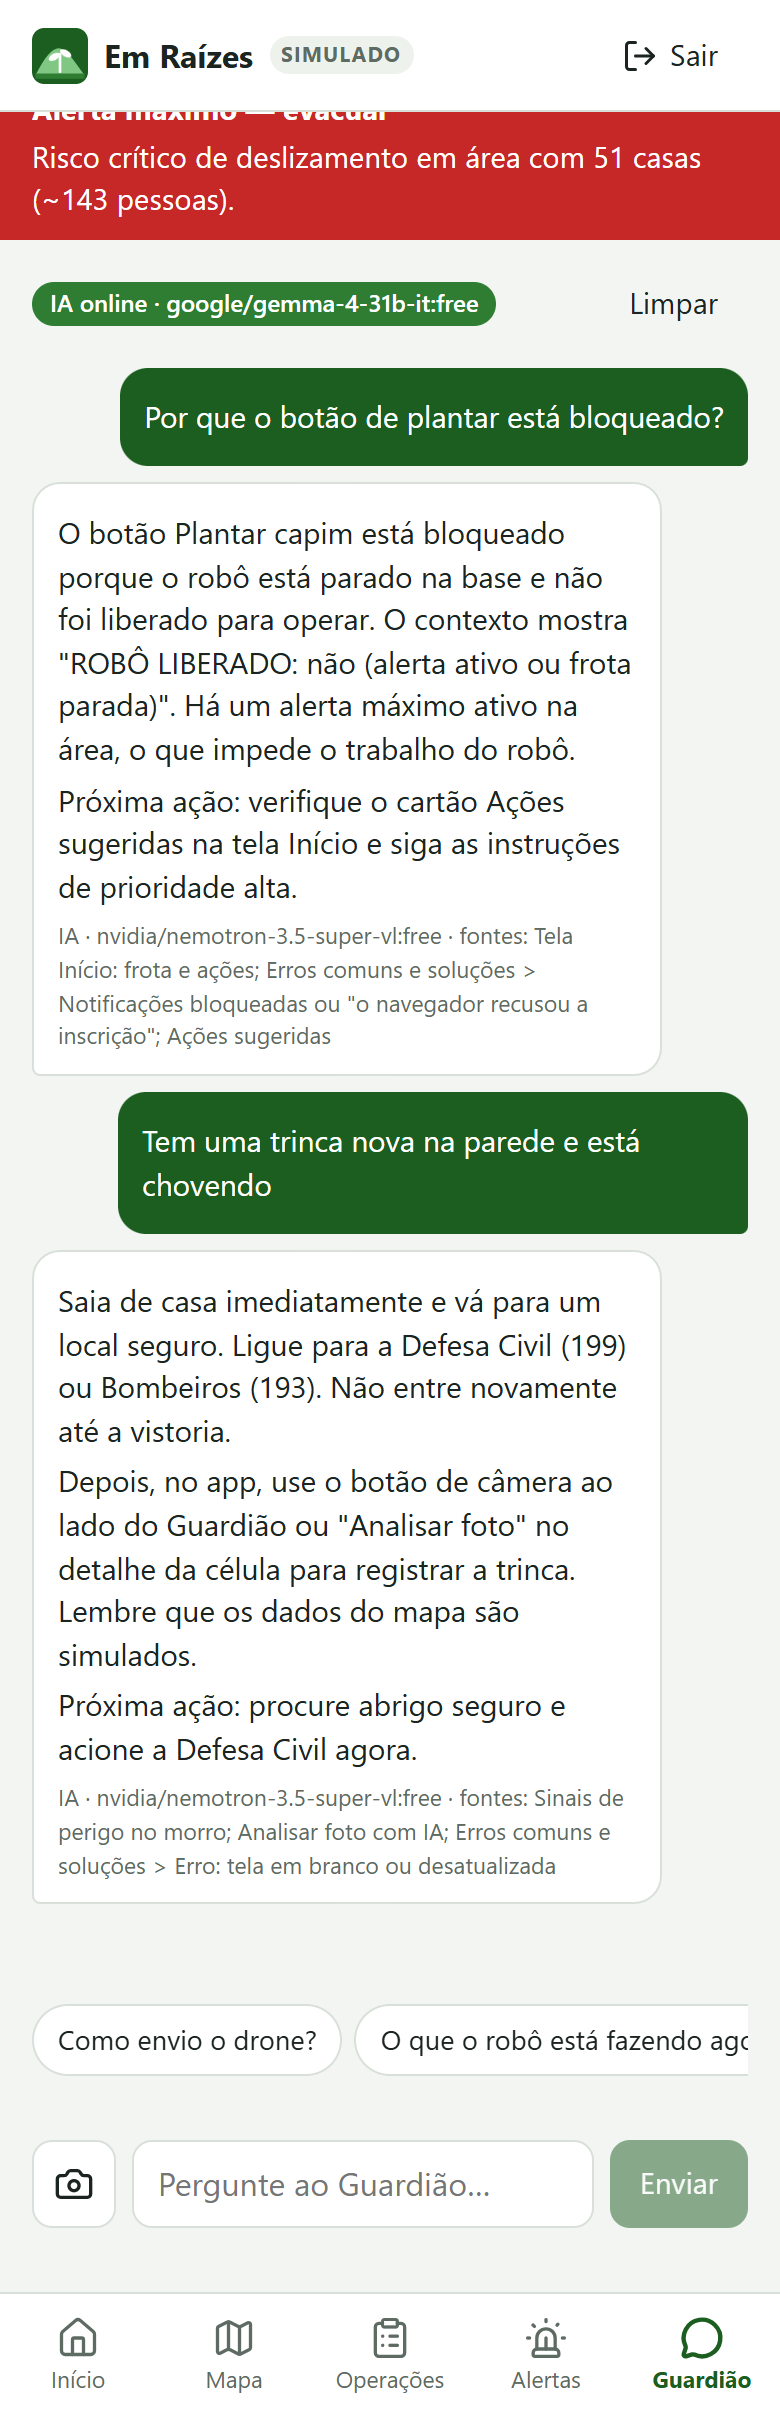 Em Raízes
SIMULADO
Sair
Alerta máximo — evacuar
Risco crítico de deslizamento em área com 51 casas
(~143 pessoas).
IA online · google/gemma-4-31b-it:free
Limpar
Por que o botão de plantar está bloqueado?
O botão Plantar capim está bloqueado
porque o robô está parado na base e não
foi liberado para operar. O contexto mostra
"ROBÔ LIBERADO: não (alerta ativo ou frota
parada)". Há um alerta máximo ativo na
área, o que impede o trabalho do robô.
Próxima ação: verifique o cartão Ações
sugeridas na tela Início e siga as instruções
de prioridade alta.
IA · nvidia/nemotron-3.5-super-vl:free · fontes: Tela
Início: frota e ações; Erros comuns e soluções >
Notificações bloqueadas ou "o navegador recusou a
inscrição"; Ações sugeridas
Tem uma trinca nova na parede e está
chovendo
Saia de casa imediatamente e vá para um
local seguro. Ligue para a Defesa Civil (199)
ou Bombeiros (193). Não entre novamente
até a vistoria.
Depois, no app, use o botão de câmera ao
lado do Guardião ou "Analisar foto" no
detalhe da célula para registrar a trinca.
Lembre que os dados do mapa são
simulados.
Próxima ação: procure abrigo seguro e
acione a Defesa Civil agora.
IA · nvidia/nemotron-3.5-super-vl:free · fontes: Sinais de
perigo no morro; Analisar foto com IA; Erros comuns e
soluções > Erro: tela em branco ou desatualizada
Como envio o drone?
O que o robô está fazendo ago
Pergunte ao Guardião...
Enviar
Início
Mapa
Operações
Alertas
Guardião